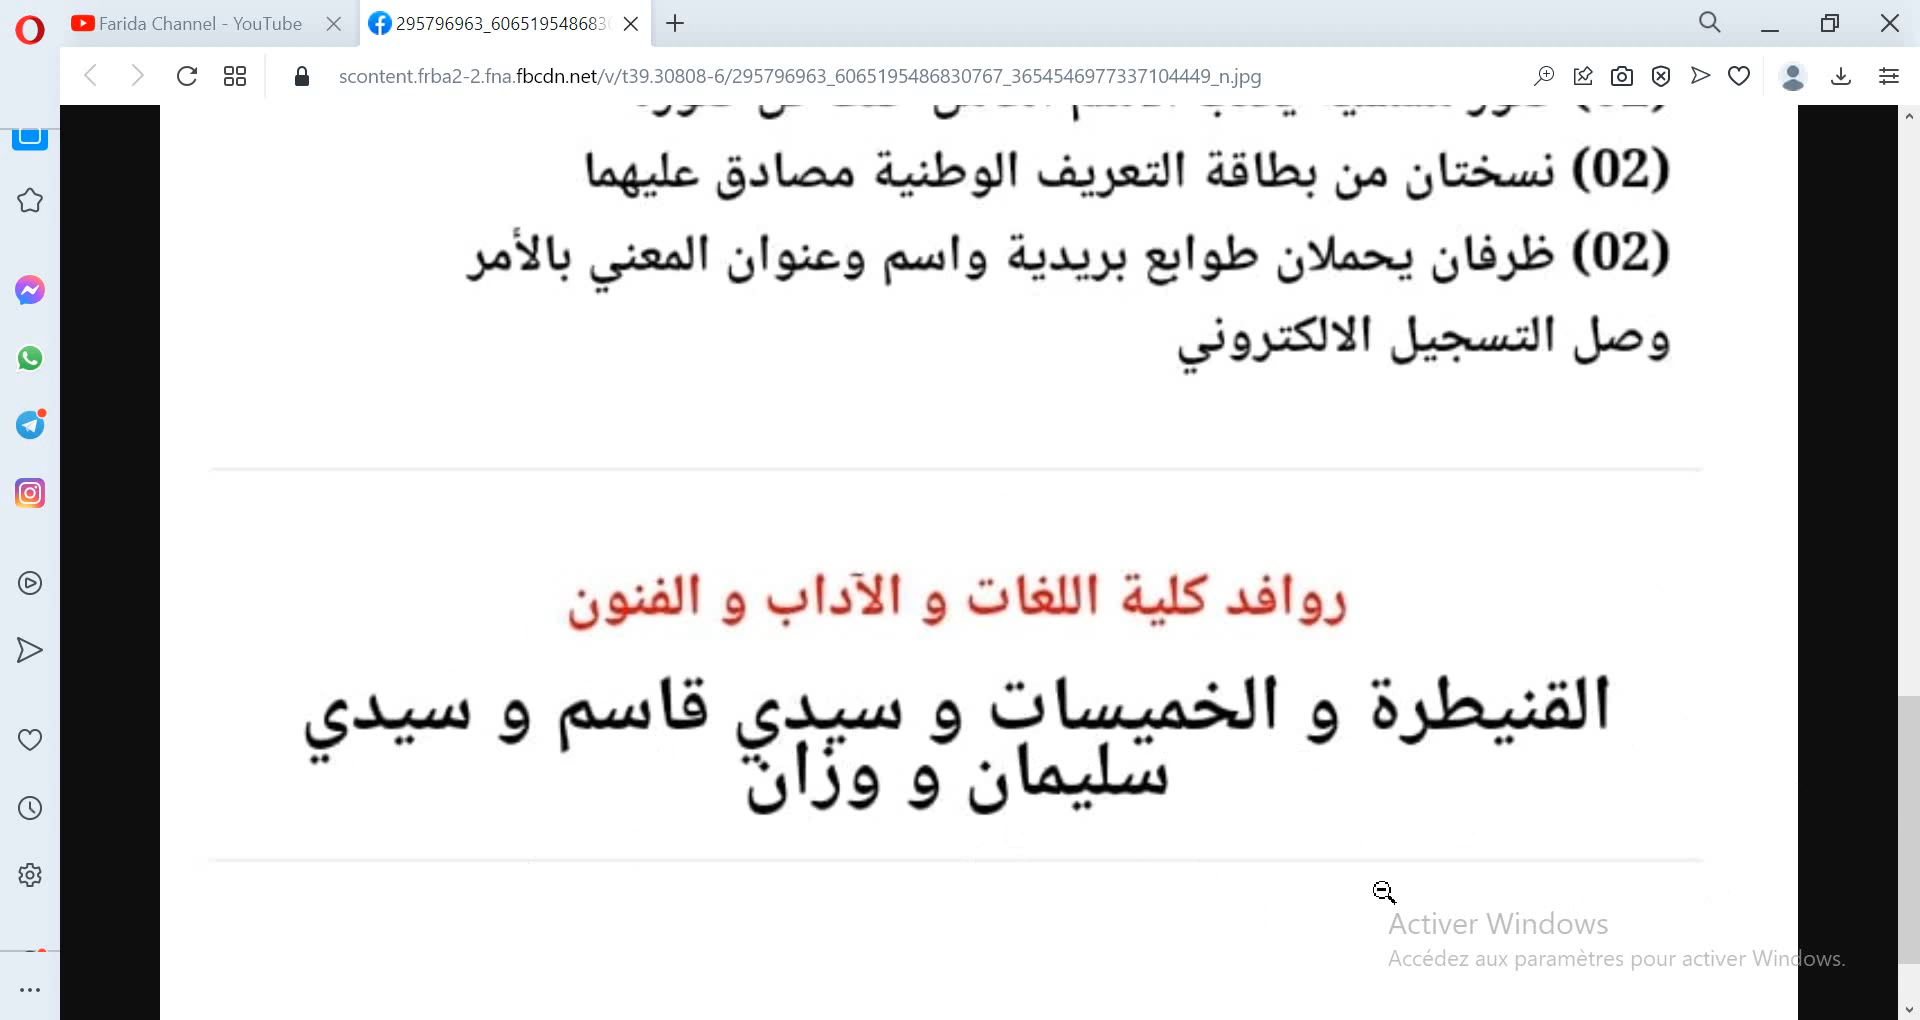 Farida Channel - YouTube
295796963_606519548683
scontent.frba2-2.fna.fbcdn.net/v/t39.30808-6/295796963_6065195486830767_3654546977337104449_n.jpg
(02) نسختان من بطاقة التعريف الوطنية مصادق عليهما
(02) ظرفان يحملان طوابع بريدية واسم وعنوان المعني بالأمر
وصل التسجيل الالكتروني
روافد كلية اللغات و الآداب و الفنون
القنيطرة و الخميسات و سيدي قاسم و سيدي
سليمان و وزان
Activer Windows
Accédez aux paramètres pour activer Windows.